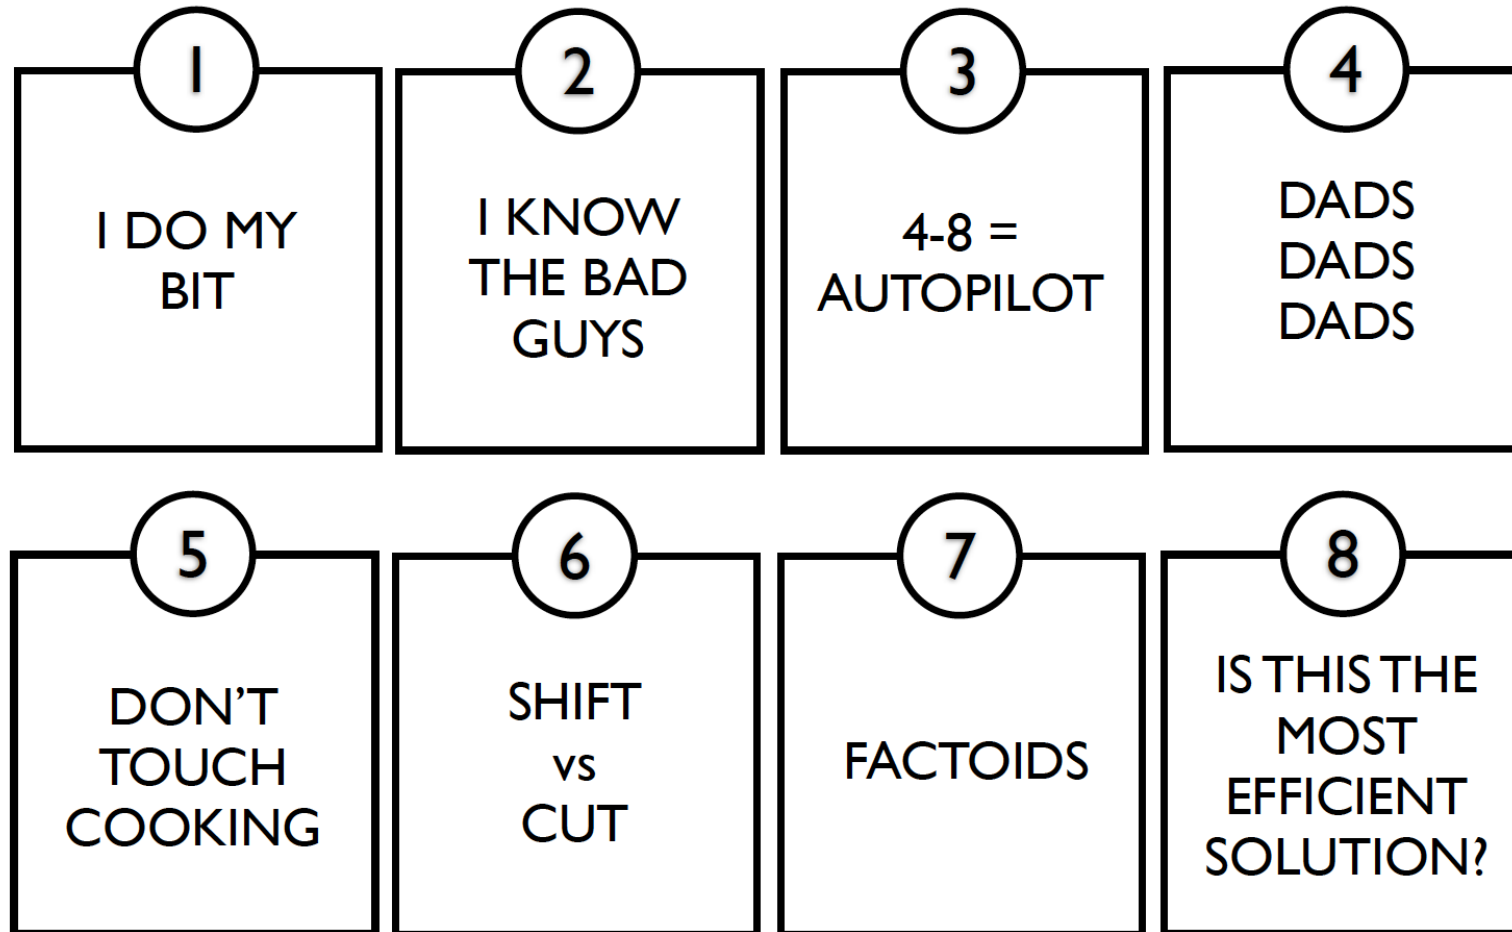 1
I DO MY
BIT
2
I KNOW
THE BAD
GUYS
3
4-8 =
AUTOPILOT
4
DADS
DADS
DADS
5
DON'T
TOUCH
COOKING
6
SHIFT
vs
CUT
7
FACTOIDS
8
IS THIS THE
MOST
EFFICIENT
SOLUTION?